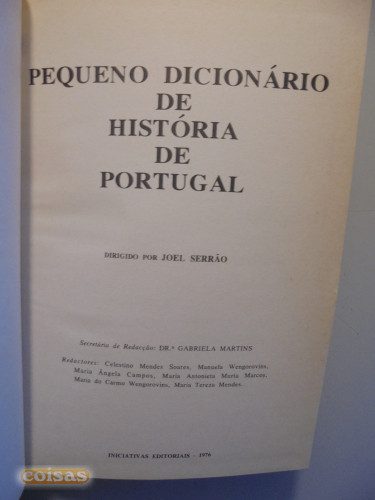 PEQUENO DICIONÁRIO
DE
HISTÓRIA
DE
PORTUGAL
DIRIGIDO POR JOEL SERRÃO
Secretário de Redacção: DR.ª GABRIELA MARTINS
Redactores: Celestino Mendes Soares, Manuela Wengorovius,
Maria Ângela Campos, Maria Antonieta Marta Marcos,
Maria do Carmo Wengorovius, Maria Tereza Mendes.
INICIATIVAS EDITORIAIS - 1976
coisas